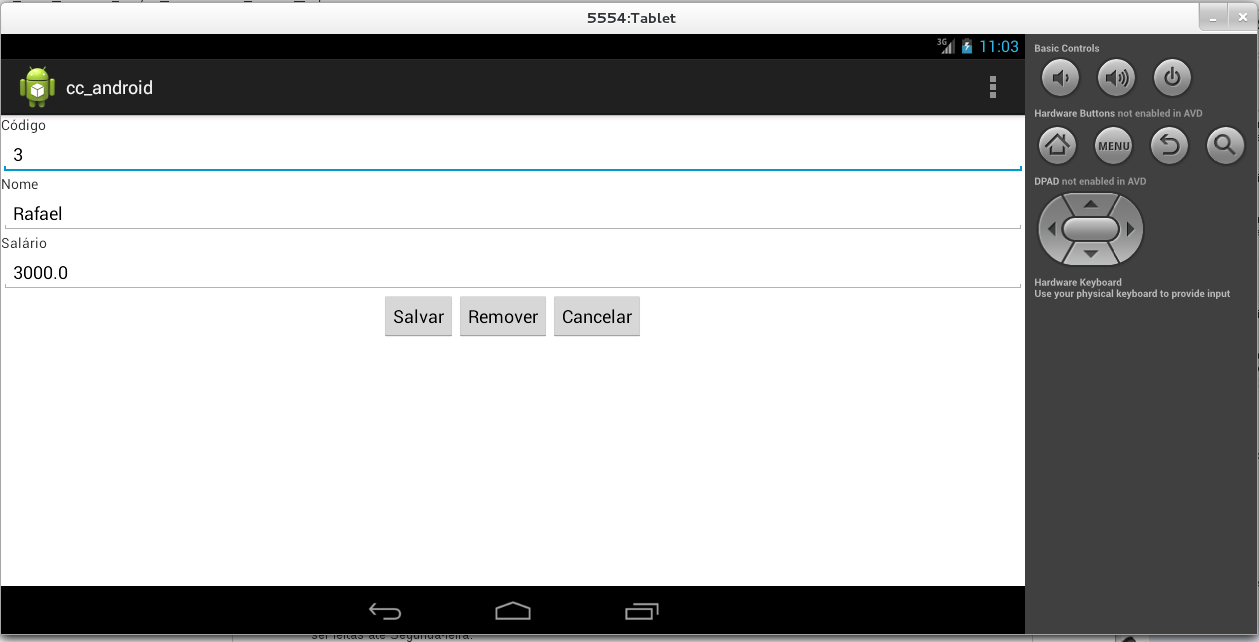 5554:Tablet
3G 11:03
cc_android
Código
3
Nome
Rafael
Salário
3000.0
Salvar Remover Cancelar
Basic Controls
Hardware Buttons not enabled in AVD
MENU
DPAD not enabled in AVD
Hardware Keyboard
Use your physical keyboard to provide input